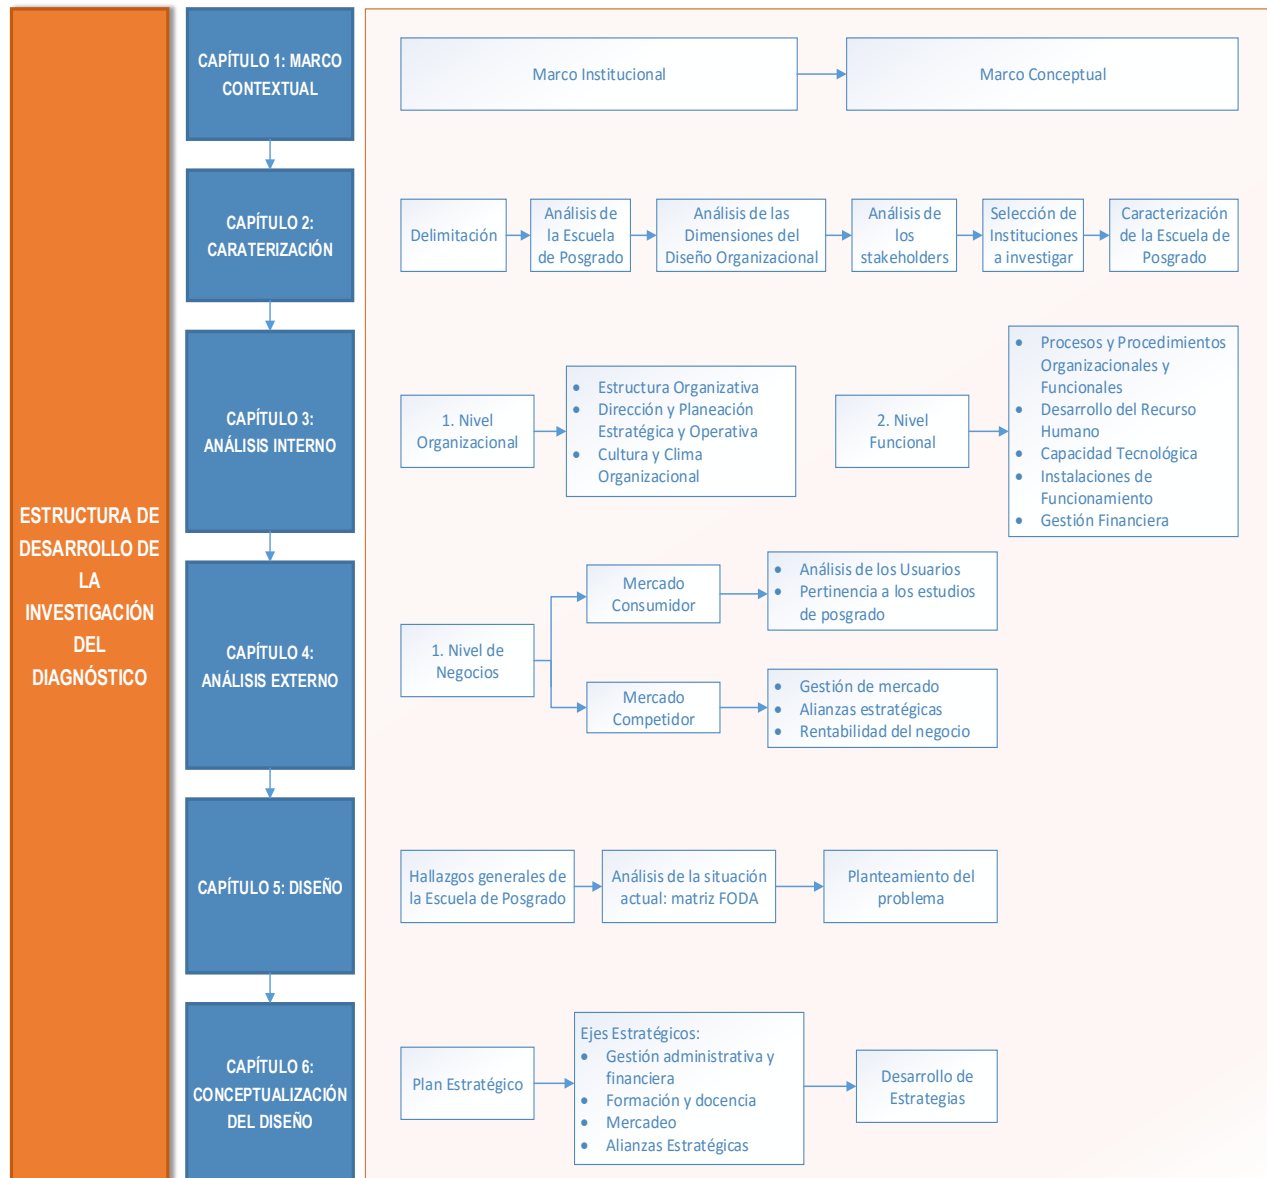 ESTRUCTURA DE
DESARROLLO DE
LA
INVESTIGACIÓN
DEL
DIAGNÓSTICO
CAPÍTULO 1: MARCO
CONTEXTUAL
Marco Institucional
Marco Conceptual
CAPÍTULO 2:
CARATERIZACIÓN
Delimitación
Análisis de
la Escuela
de Posgrado
Análisis de las
Dimensiones del
Diseño Organizacional
Análisis de
los
stakeholders
Selección de
Instituciones
a investigar
Caracterización
de la Escuela de
Posgrado
CAPÍTULO 3:
ANÁLISIS INTERNO
1. Nivel
Organizacional
• Estructura Organizativa
• Dirección y Planeación
Estratégica y Operativa
• Cultura y Clima
Organizacional
2. Nivel
Funcional
• Procesos y Procedimientos
Organizacionales y
Funcionales
• Desarrollo del Recurso
Humano
• Capacidad Tecnológica
• Instalaciones de
Funcionamiento
• Gestión Financiera
CAPÍTULO 4:
ANÁLISIS EXTERNO
1. Nivel de
Negocios
Mercado
Consumidor
• Análisis de los Usuarios
• Pertinencia a los estudios
de posgrado
Mercado
Competidor
• Gestión de mercado
• Alianzas estratégicas
• Rentabilidad del negocio
CAPÍTULO 5: DISEÑO
Hallazgos generales de
la Escuela de Posgrado
Análisis de la situación
actual: matriz FODA
Planteamiento del
problema
CAPÍTULO 6:
CONCEPTUALIZACIÓN
DEL DISEÑO
Plan Estratégico
Ejes Estratégicos:
• Gestión administrativa y
financiera
• Formación y docencia
• Mercadeo
• Alianzas Estratégicas
Desarrollo de
Estrategias